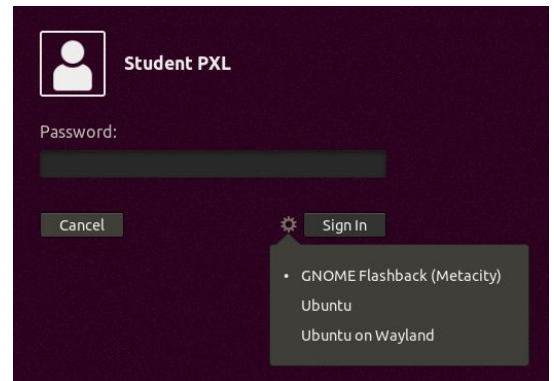 Student PXL
Password:
Cancel
Sign In
GNOME Flashback (Metacity)
Ubuntu
Ubuntu on Wayland